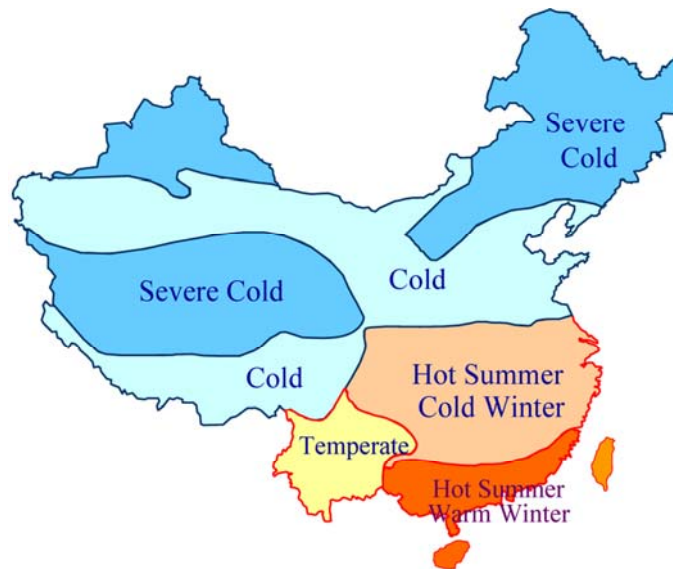 Severe
Cold
Severe Cold
Cold
Cold
Hot Summer
Cold Winter
Temperate
Hot Summer
Warm Winter